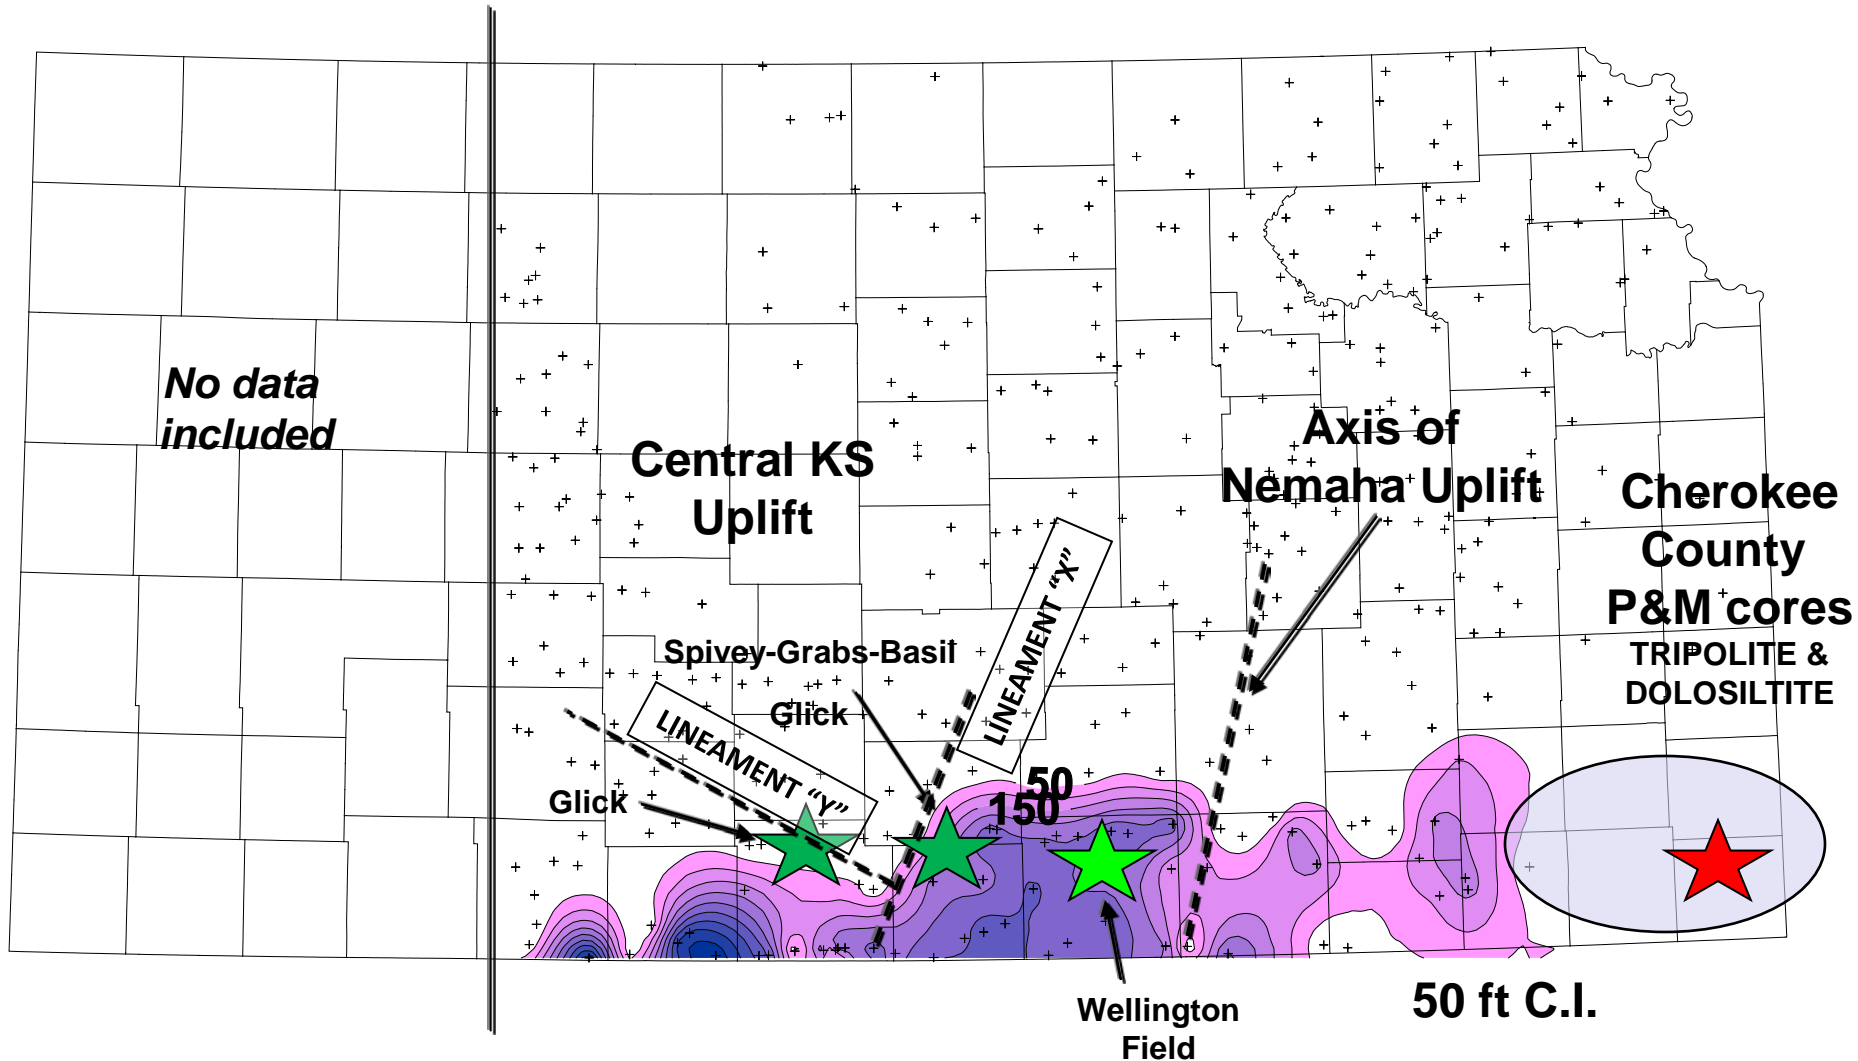 No data
included
Central KS
Uplift
Axis of
Nemaha Uplift
Cherokee
County
P&M cores
TRIPOLITE &
DOLOSILTITE
LINEAMENT "X"
Spivey-Grabs-Basil
Glick
LINEAMENT "Y"
Glick
50
150
Wellington
Field
50 ft C.I.